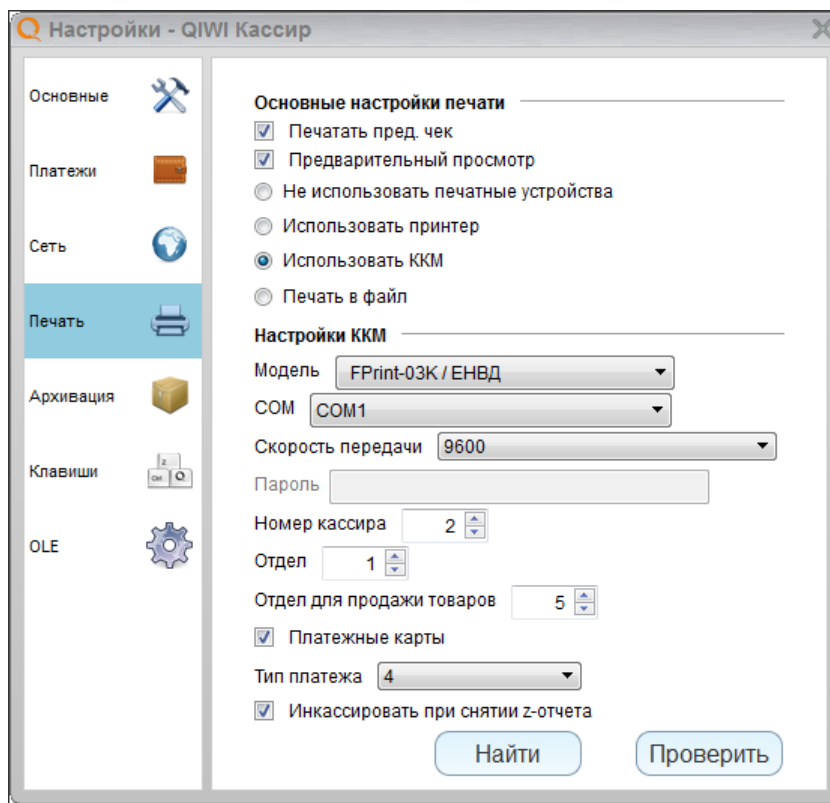 Настройки - QIWI Кассир
Основные
Платежи
Сеть
Печать
Архивация
Клавиши
OLE
Основные настройки печати
Печатать пред. чек
Предварительный просмотр
Не использовать печатные устройства
Использовать принтер
Использовать ККМ
Печать в файл
Настройки ККМ
Модель FPrint-03K / ЕНВД
COM COM1
Скорость передачи 9600
Пароль
Номер кассира 2
Отдел 1
Отдел для продажи товаров 5
Платежные карты
Тип платежа 4
Инкассировать при снятии z-отчета
Найти Проверить